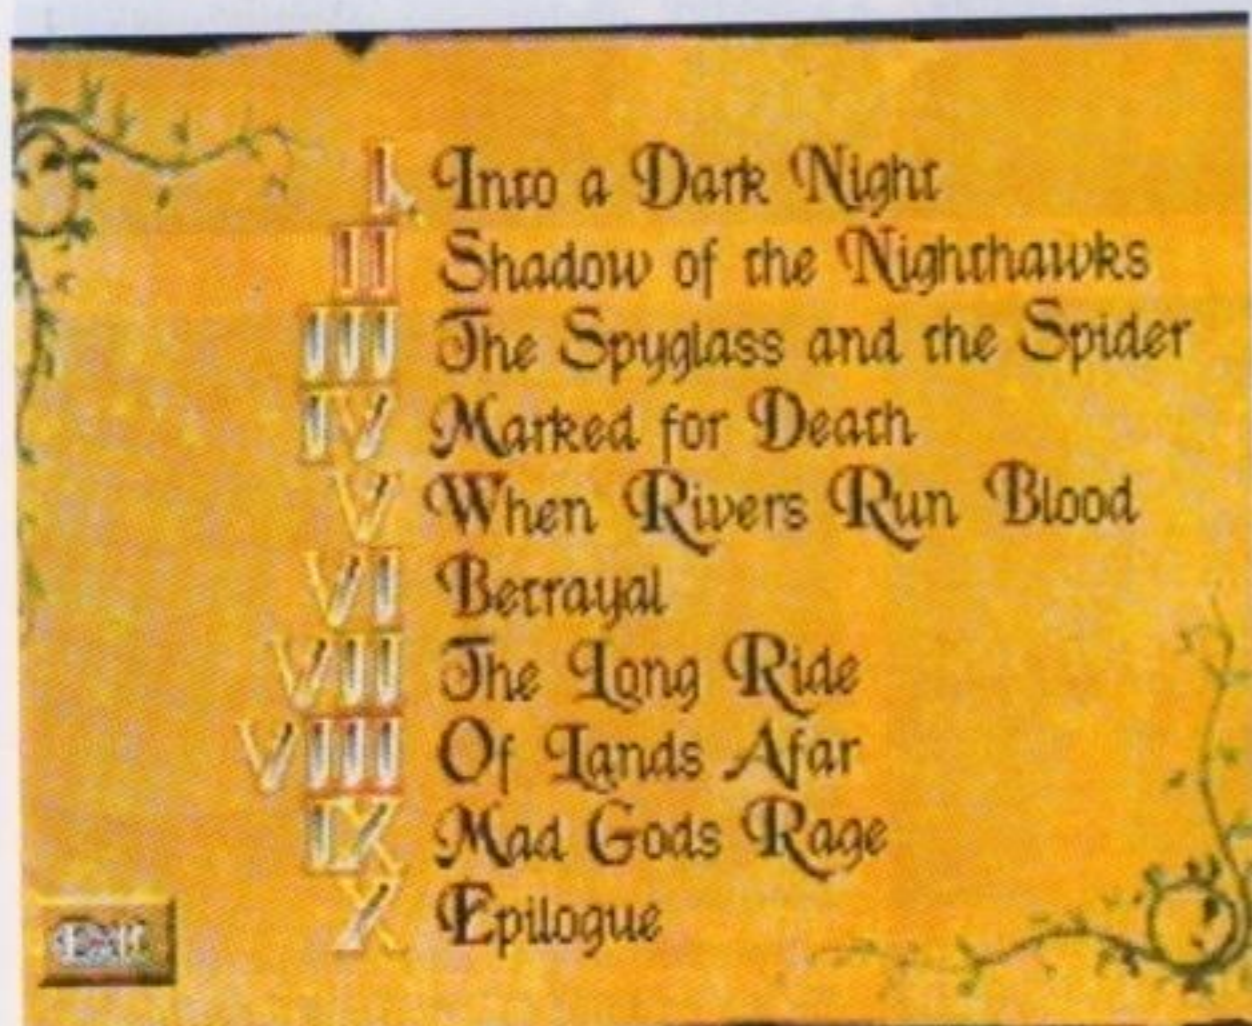 I Into a Dark Night
II Shadow of the Nighthawks
III The Spyglass and the Spider
IV Marked for Death
V When Rivers Run Blood
VI Betrayal
VII The Long Ride
VIII Of Lands Afar
IX Mad Gods Rage
X Epilogue
Exit